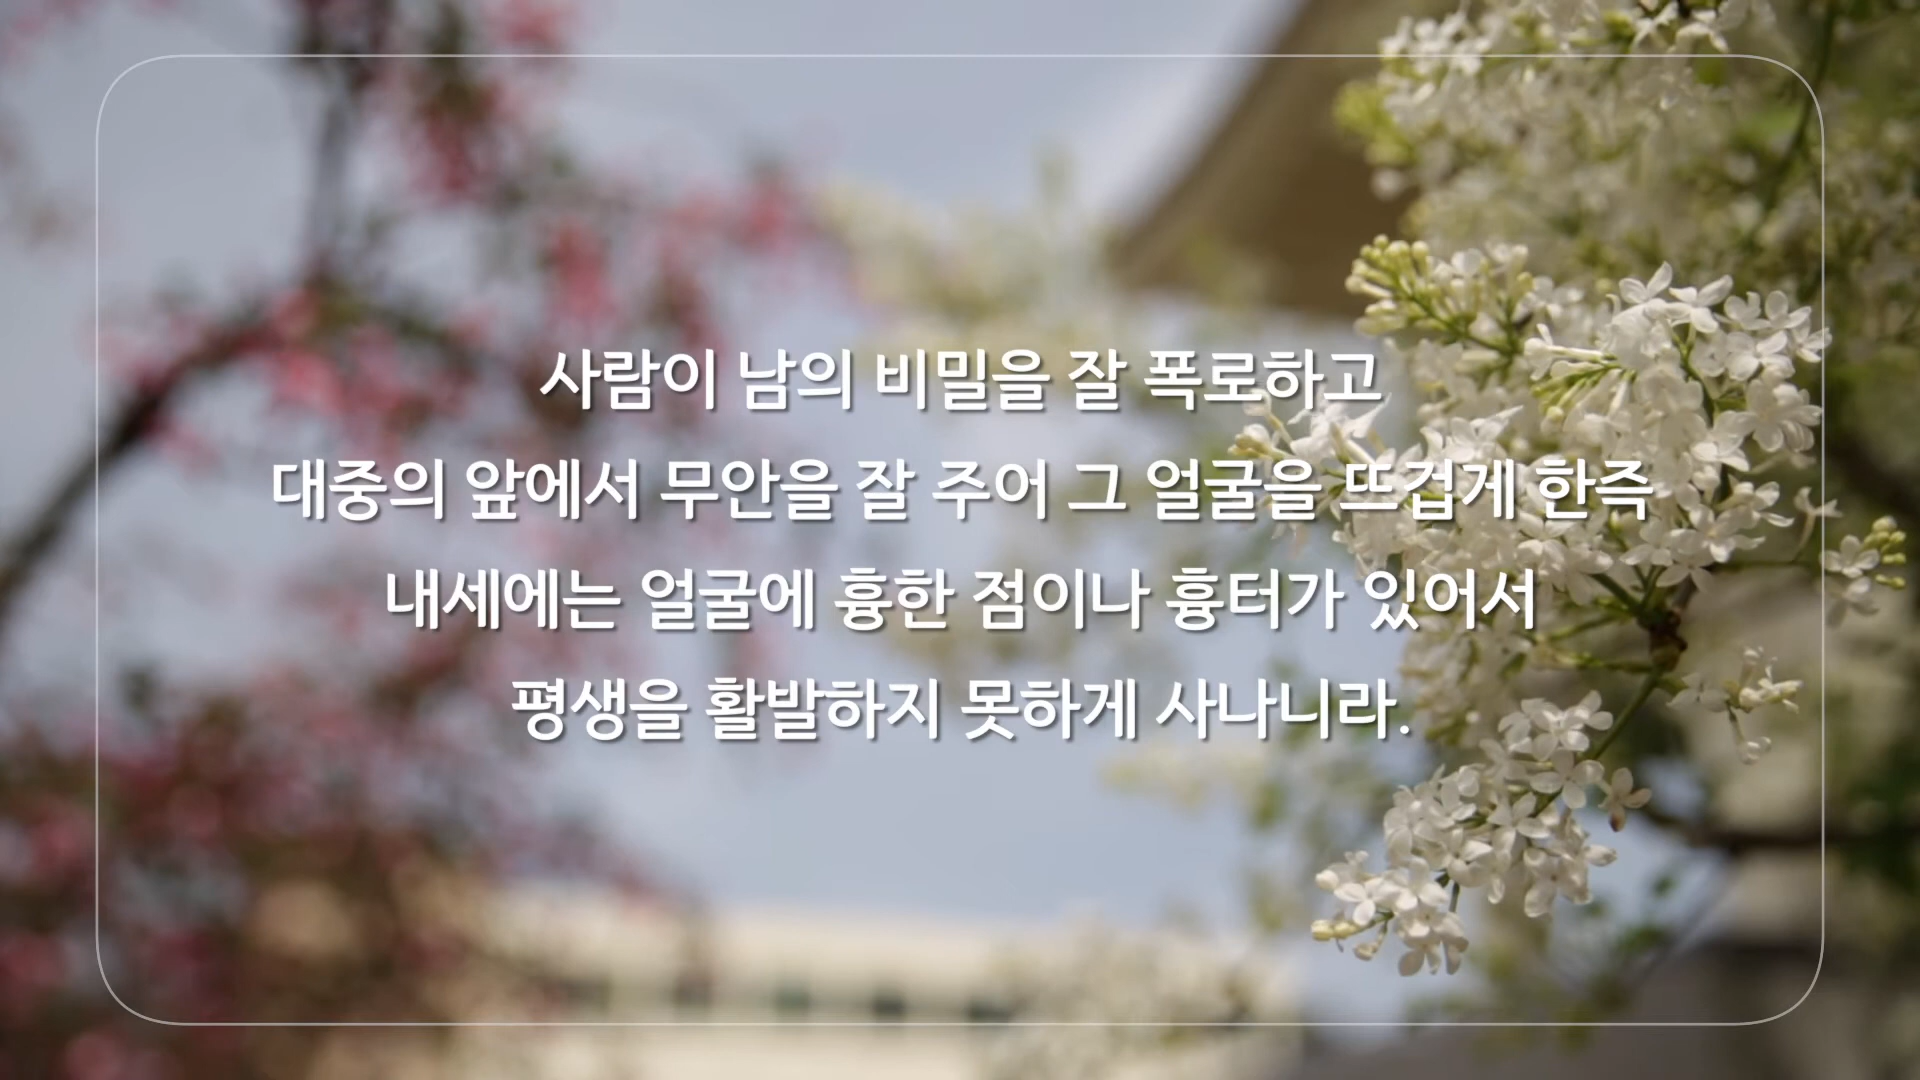 사람이 남의 비밀을 잘 폭로하고
대중의 앞에서 무안을 잘 주어 그 얼굴을 뜨겁게 한즉
내세에는 얼굴에 흉한 점이나 흉터가 있어서
평생을 활발하지 못하게 사나니라.